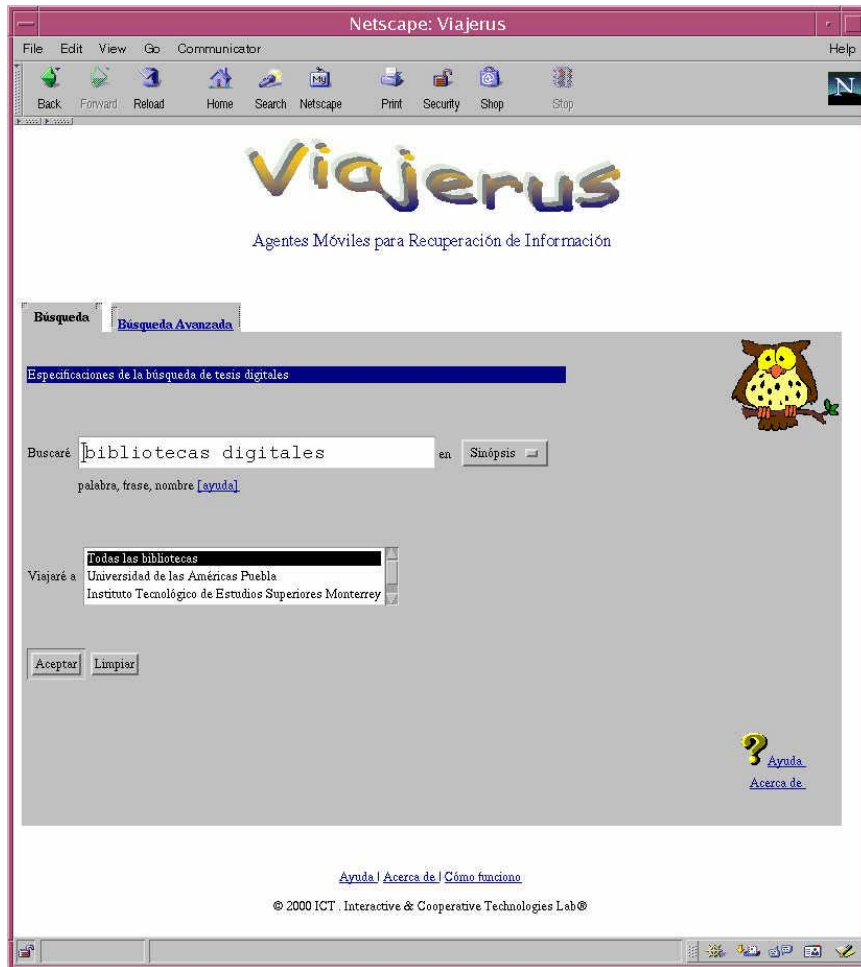 Netscape: Viajerus
File Edit View Go Communicator Help
My
N
Back Forward Reload Home Search Netscape Print Security Shop Stop
Viajerus
Agentes Móviles para Recuperación de Información
Búsqueda Búsqueda Avanzada
Especificaciones de la búsqueda de tesis digitales
Buscaré bibliotecas digitales en Sinópsis
palabra, frase, nombre [ayuda]
Todas las bibliotecas
Viajaré a Universidad de las Américas Puebla
Instituto Tecnológico de Estudios Superiores Monterrey
Aceptar Limpiar
? Ayuda
Acerca de
Ayuda | Acerca de | Cómo funciono
© 2000 ICT . Interactive & Cooperative Technologies Lab®